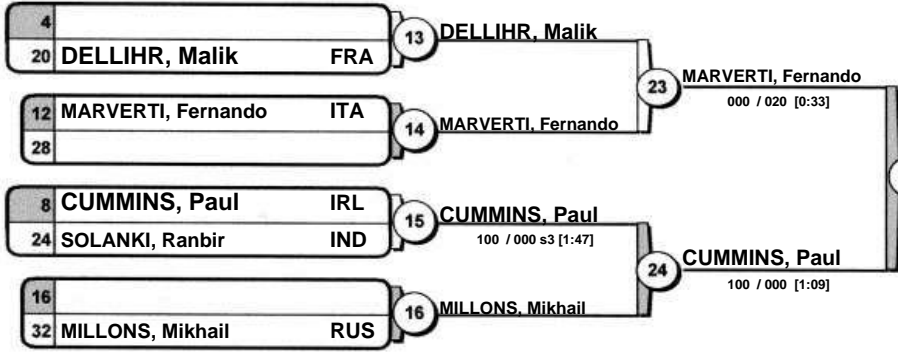 4
20 DELLIHR, Malik FRA
13 DELLIHR, Malik
12 MARVERTI, Fernando ITA
28
14 MARVERTI, Fernando
23 MARVERTI, Fernando
000 / 020 [0:33]
8 CUMMINS, Paul IRL
24 SOLANKI, Ranbir IND
15 CUMMINS, Paul
100 / 000 s3 [1:47]
16
32 MILLONS, Mikhail RUS
16 MILLONS, Mikhail
24 CUMMINS, Paul
100 / 000 [1:09]